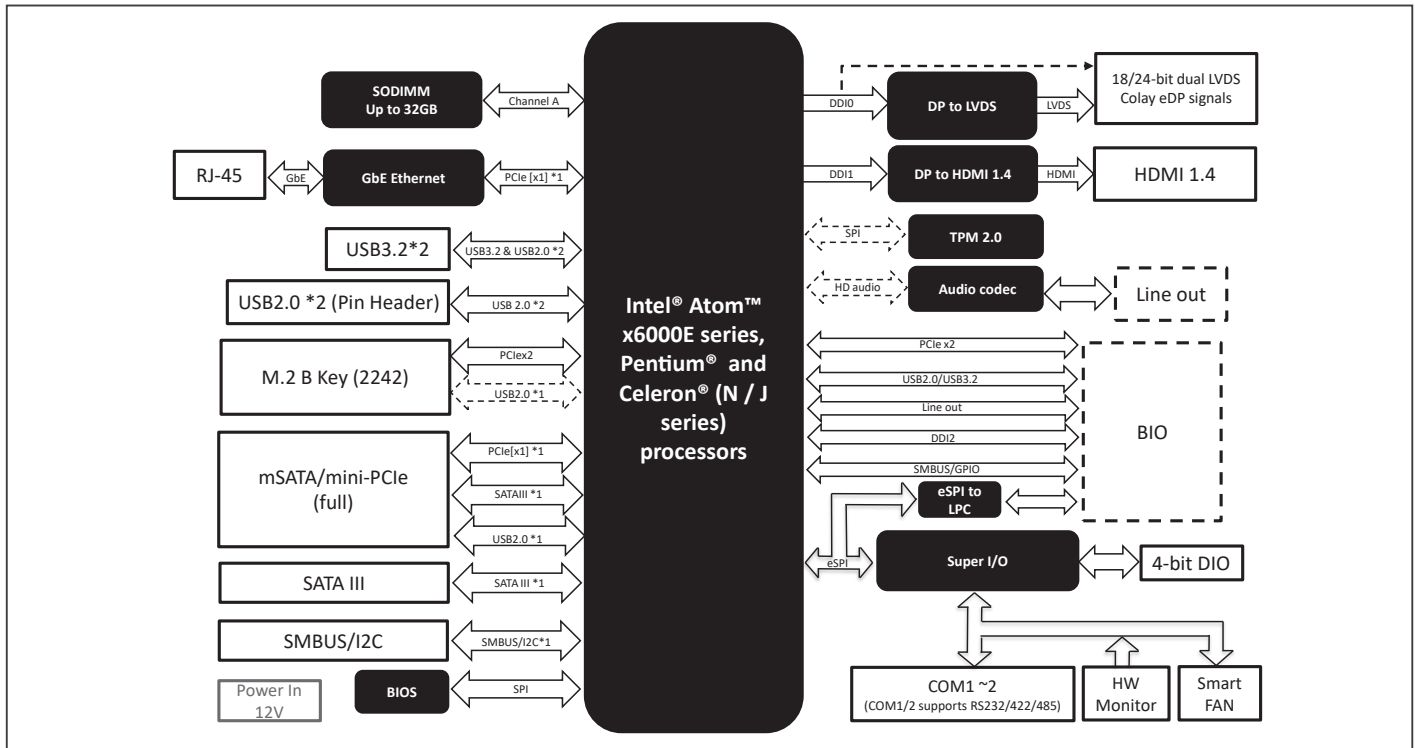 SODIMM
Up to 32GB
Channel A
RJ-45
GbE
GbE Ethernet
PCIe [x1] *1
USB3.2*2
USB3.2 & USB2.0 *2
USB2.0 *2 (Pin Header)
USB 2.0 *2
M.2 B Key (2242)
PCIex2
USB2.0 *1
mSATA/mini-PCIe
(full)
PCIe[x1] *1
SATAIII *1
USB2.0 *1
SATA III
SATA III *1
SMBUS/I2C
SMBUS/I2C*1
Power In
12V
BIOS
SPI
Intel® Atom™
x6000E series,
Pentium® and
Celeron® (N / J
series)
processors
DDI0
DP to LVDS
LVDS
18/24-bit dual LVDS
Colay eDP signals
DDI1
DP to HDMI 1.4
HDMI
HDMI 1.4
SPI
TPM 2.0
HD audio
Audio codec
Line out
PCIe x2
USB2.0/USB3.2
Line out
DDI2
SMBUS/GPIO
BIO
eSPI to
LPC
eSPI
Super I/O
4-bit DIO
COM1 ~2
(COM1/2 supports RS232/422/485)
HW
Monitor
Smart
FAN